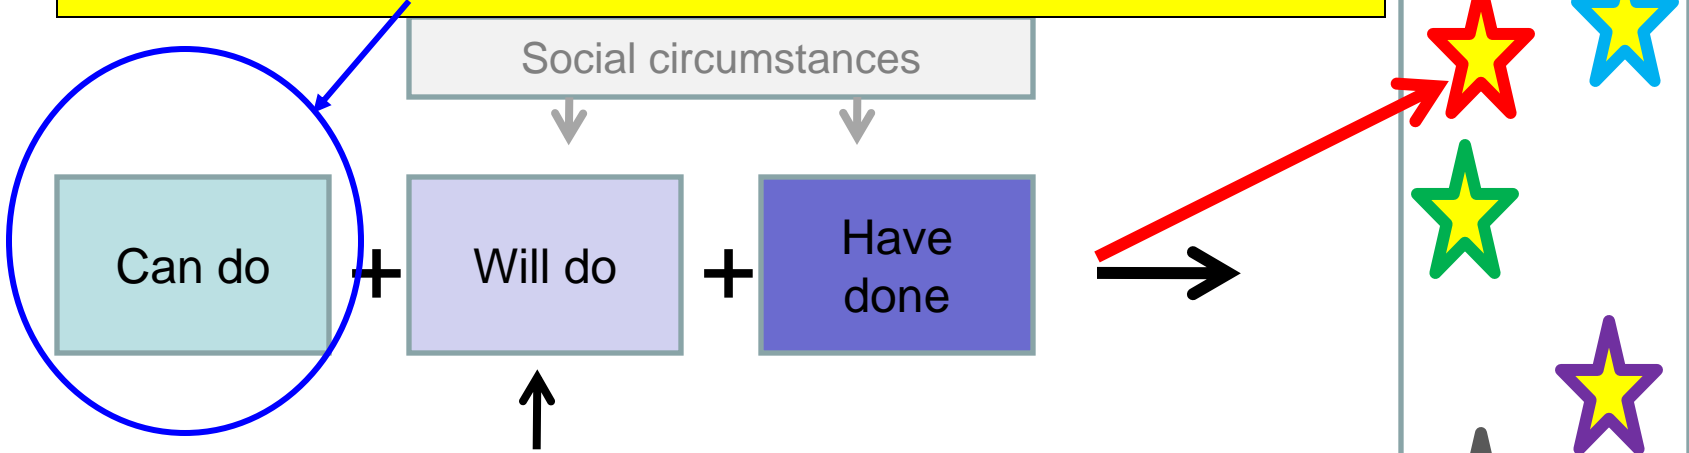 Social circumstances
Can do
+
Will do
+
Have
done